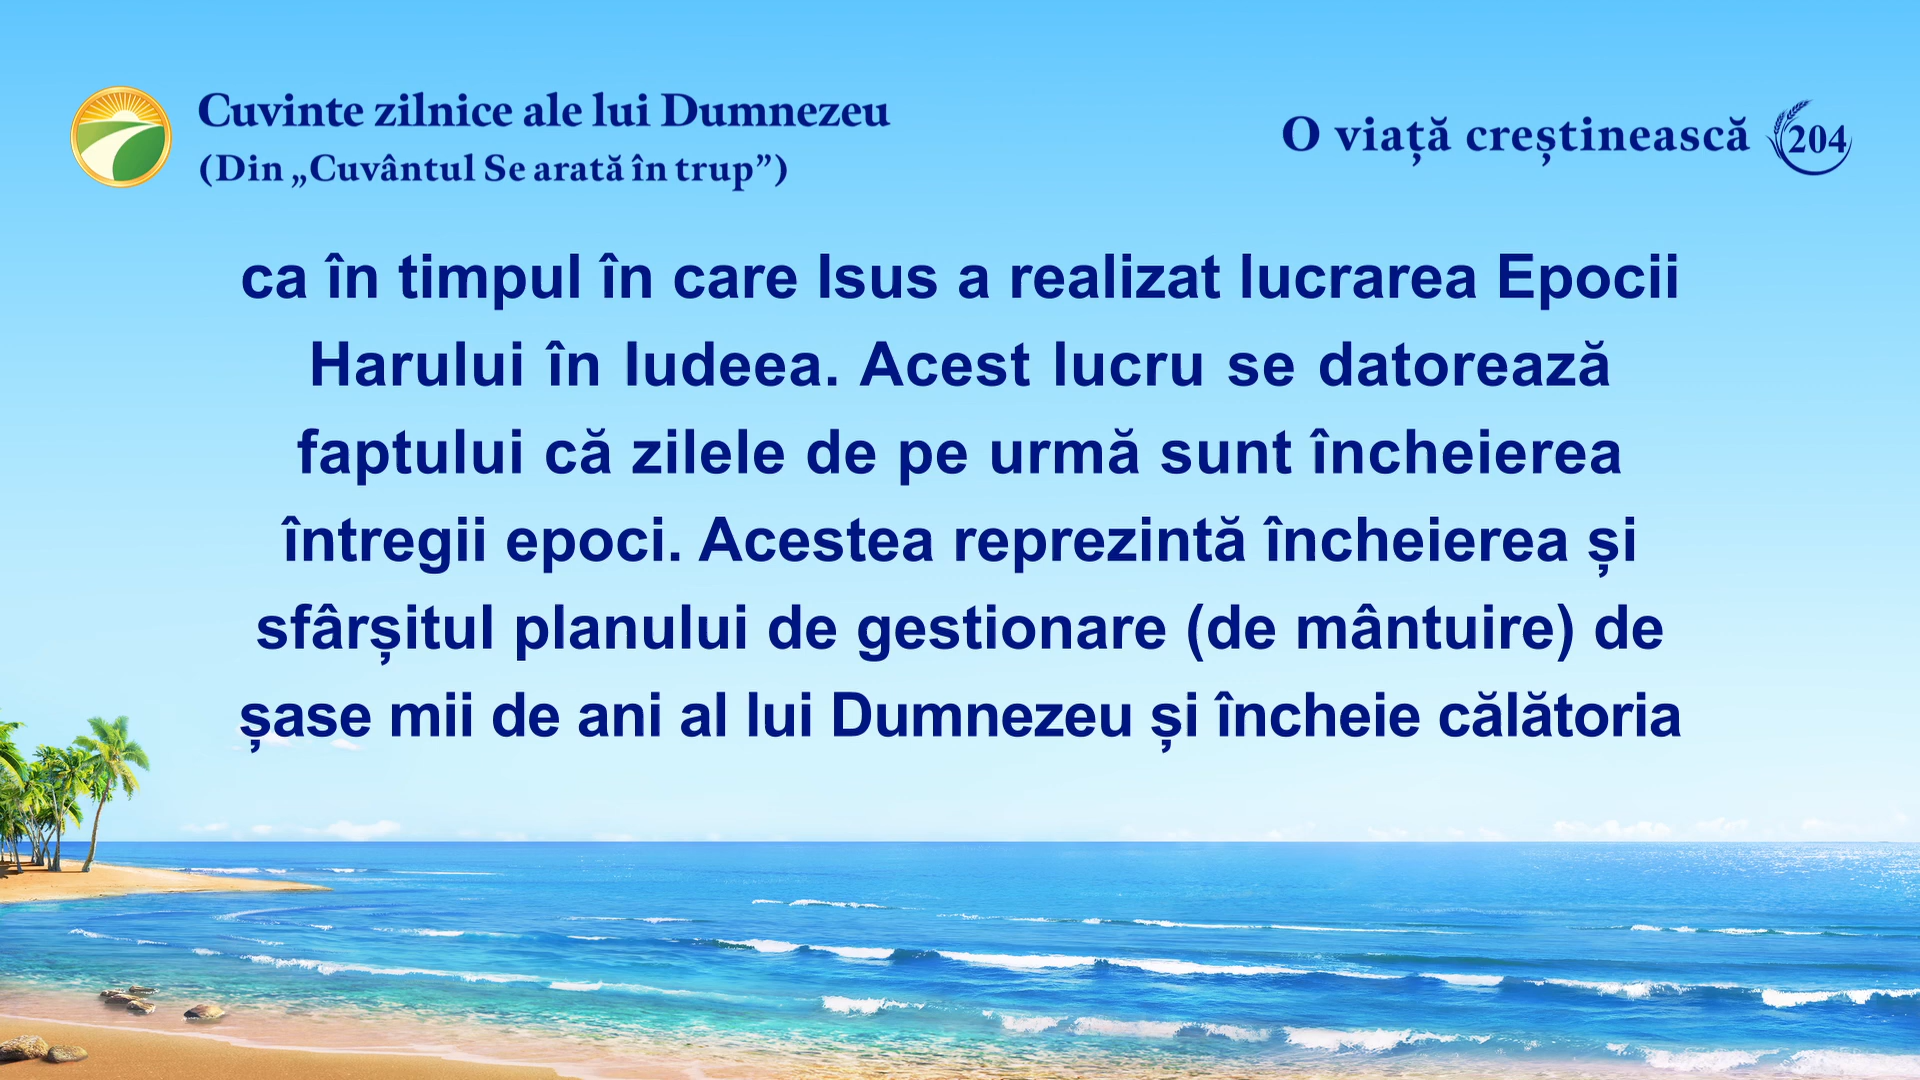 Cuvinte zilnice ale lui Dumnezeu
(Din „Cuvântul Se arată în trup”)
O viață creștinească 204
ca în timpul în care Isus a realizat lucrarea Epocii
Harului în Iudeea. Acest lucru se datorează
faptului că zilele de pe urmă sunt încheierea
întregii epoci. Acestea reprezintă încheierea și
sfârșitul planului de gestionare (de mântuire) de
șase mii de ani al lui Dumnezeu și încheie călătoria